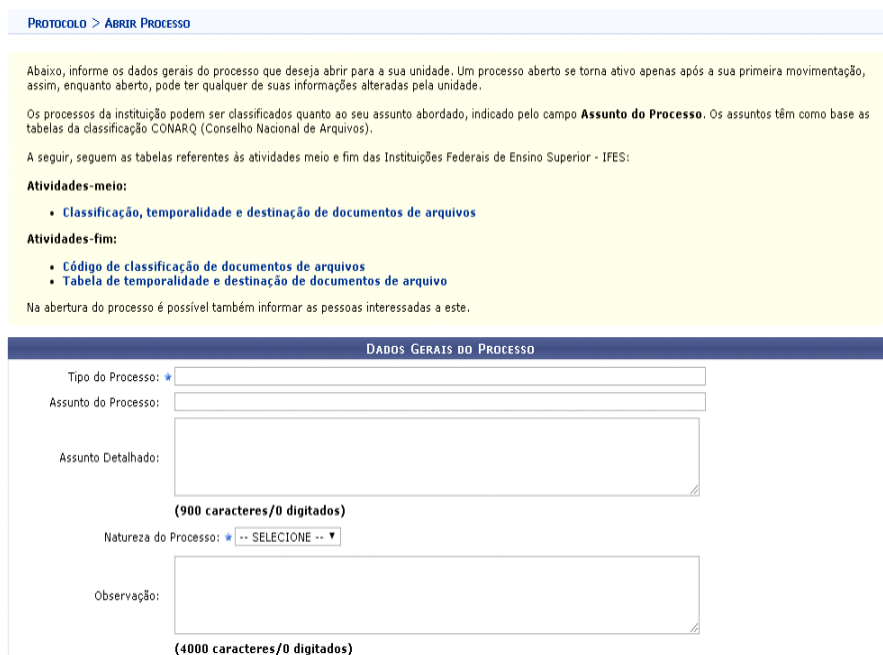 Protocolo > Abrir Processo
Abaixo, informe os dados gerais do processo que deseja abrir para a sua unidade. Um processo aberto se torna ativo apenas após a sua primeira movimentação,
assim, enquanto aberto, pode ter qualquer de suas informações alteradas pela unidade.
Os processos da instituição podem ser classificados quanto ao seu assunto abordado, indicado pelo campo Assunto do Processo. Os assuntos têm como base as
tabelas da classificação CONARQ (Conselho Nacional de Arquivos).
A seguir, seguem as tabelas referentes às atividades meio e fim das Instituições Federais de Ensino Superior - IFES:
Atividades-meio:
• Classificação, temporalidade e destinação de documentos de arquivos
Atividades-fim:
• Código de classificação de documentos de arquivos
• Tabela de temporalidade e destinação de documentos de arquivo
Na abertura do processo é possível também informar as pessoas interessadas a este.
Dados Gerais do Processo
Tipo do Processo: ★
Assunto do Processo:
Assunto Detalhado:
(900 caracteres/0 digitados)
Natureza do Processo: ★ -- SELECIONE -- ▼
Observação:
(4000 caracteres/0 digitados)